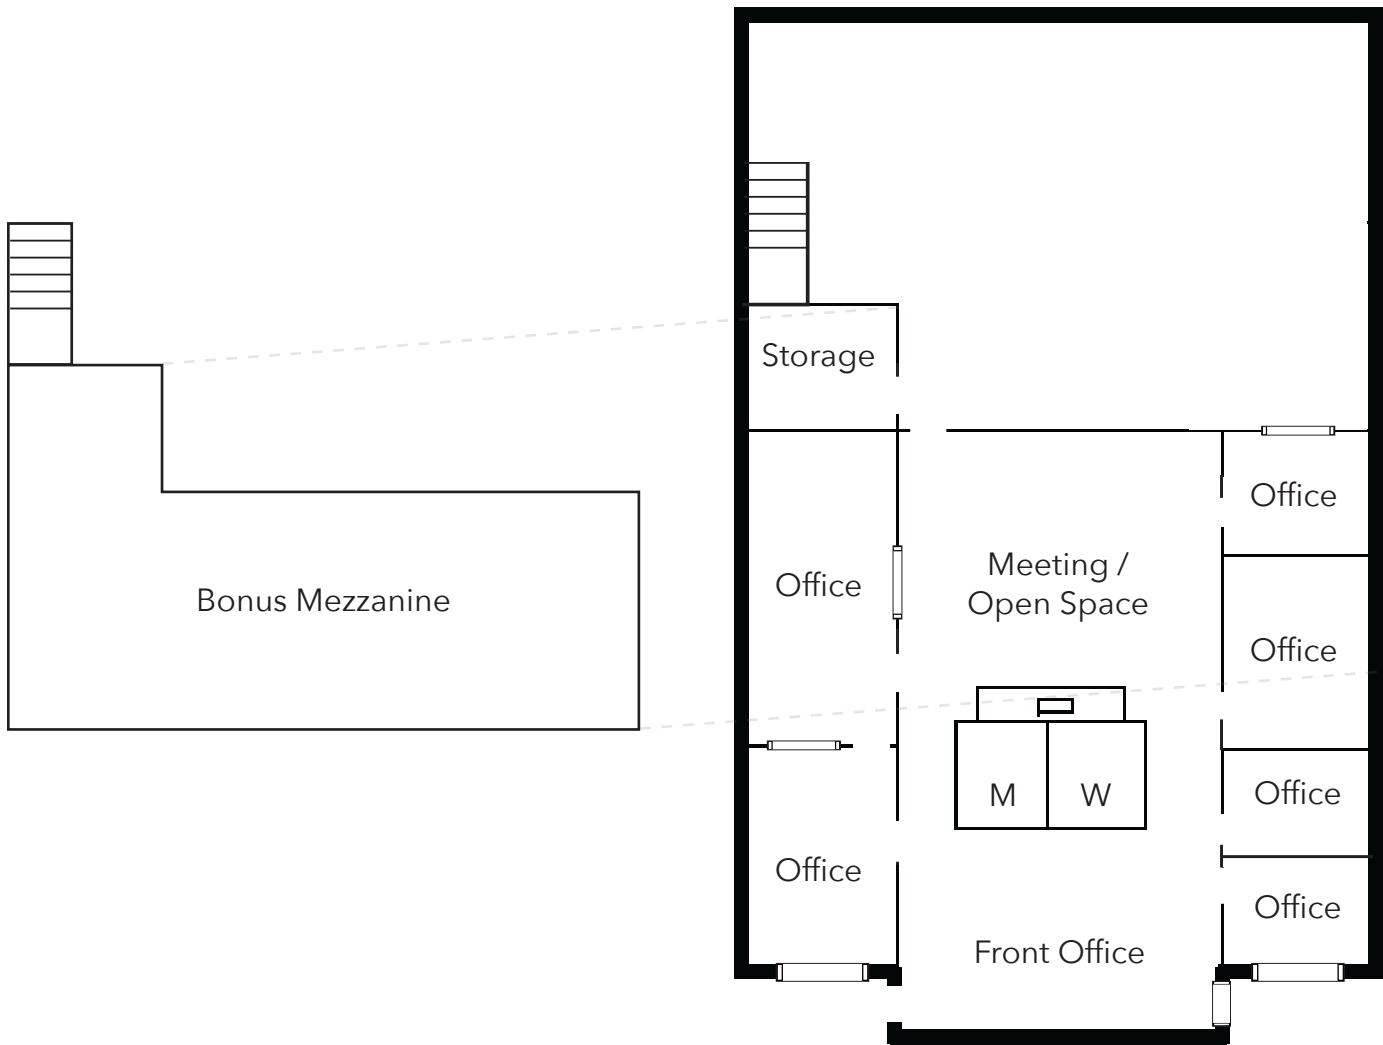 Storage
Office
Meeting /
Open Space
Office
Bonus Mezzanine
Office
Office
M
W
Office
Office
Office
Front Office